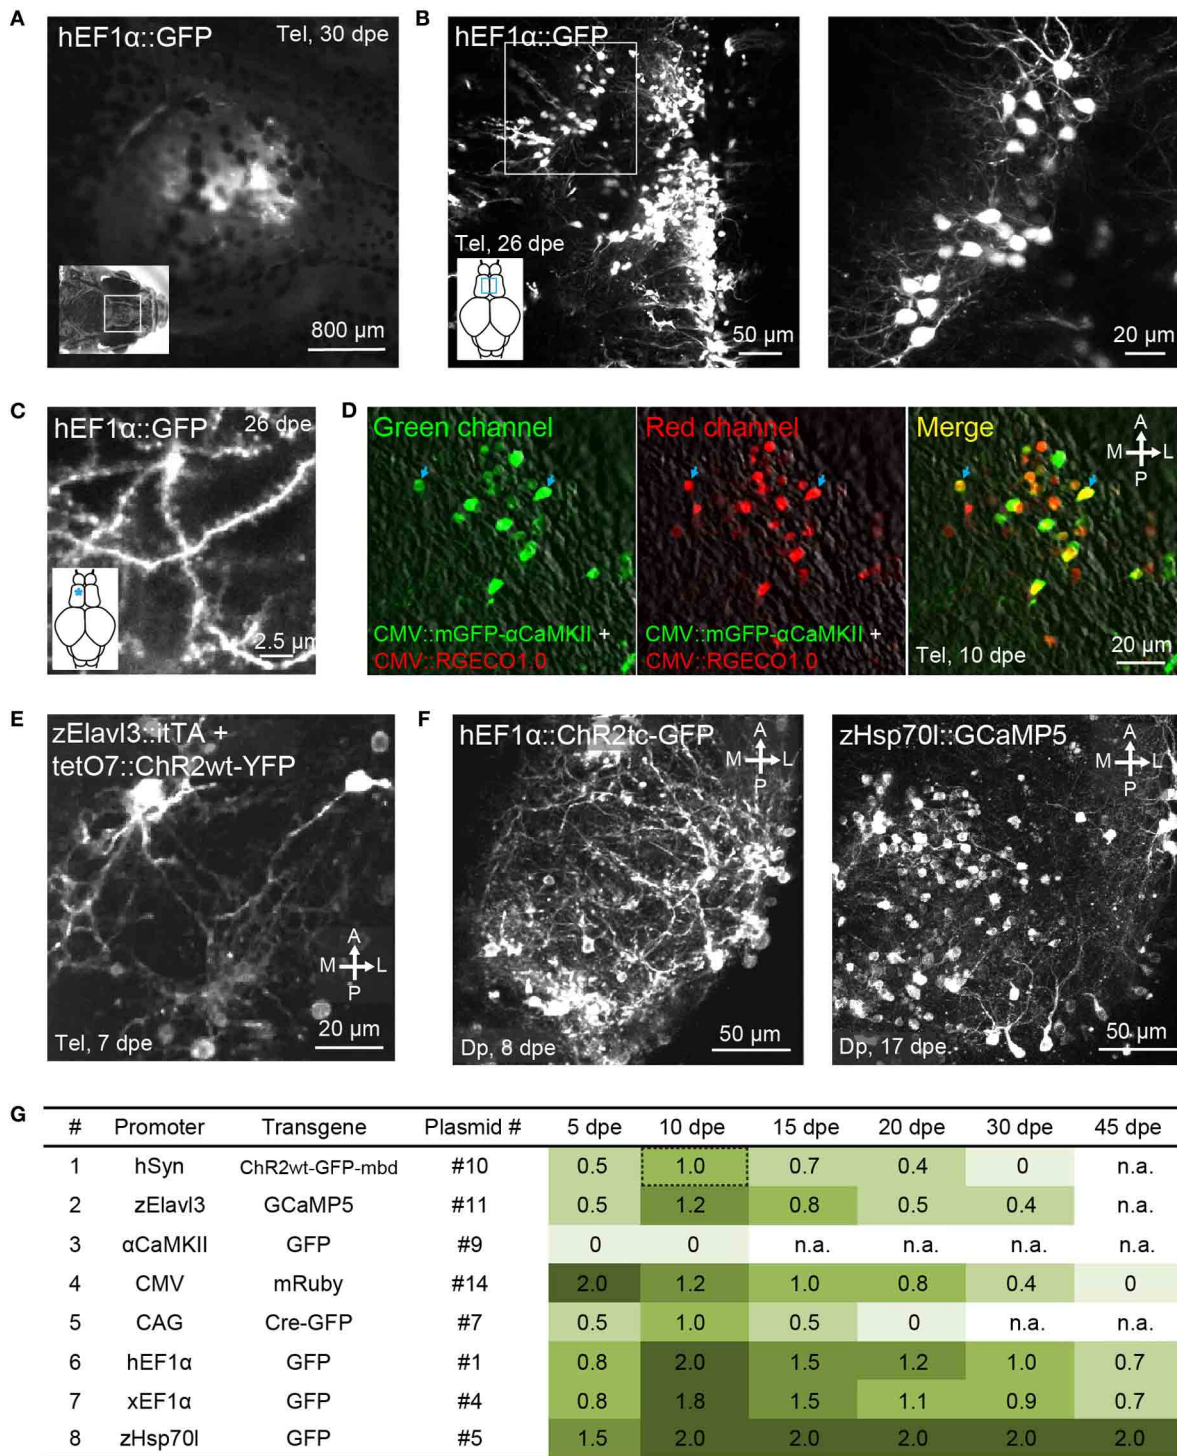 A
hEF1α::GFP
Tel, 30 dpe
800 µm
B
hEF1α::GFP
Tel, 26 dpe
50 µm
20 µm
C
hEF1α::GFP
26 dpe
2.5 µm
D
Green channel
CMV::mGFP-αCaMKII +
CMV::RGECO1.0
Red channel
CMV::mGFP-αCaMKII +
CMV::RGECO1.0
Merge
A
M L
P
Tel, 10 dpe
20 µm
E
zElavl3::itTA +
tetO7::ChR2wt-YFP
A
M L
P
Tel, 7 dpe
20 µm
F
hEF1α::ChR2tc-GFP
A
M L
P
Dp, 8 dpe
50 µm
zHsp70l::GCaMP5
A
M L
P
Dp, 17 dpe
50 µm
G
# Promoter Transgene Plasmid # 5 dpe 10 dpe 15 dpe 20 dpe 30 dpe 45 dpe
1 hSyn ChR2wt-GFP-mbd #10 0.5 1.0 0.7 0.4 0 n.a.
2 zElavl3 GCaMP5 #11 0.5 1.2 0.8 0.5 0.4 n.a.
3 αCaMKII GFP #9 0 0 n.a. n.a. n.a. n.a.
4 CMV mRuby #14 2.0 1.2 1.0 0.8 0.4 0
5 CAG Cre-GFP #7 0.5 1.0 0.5 0 n.a. n.a.
6 hEF1α GFP #1 0.8 2.0 1.5 1.2 1.0 0.7
7 xEF1α GFP #4 0.8 1.8 1.5 1.1 0.9 0.7
8 zHsp70l GFP #5 1.5 2.0 2.0 2.0 2.0 2.0